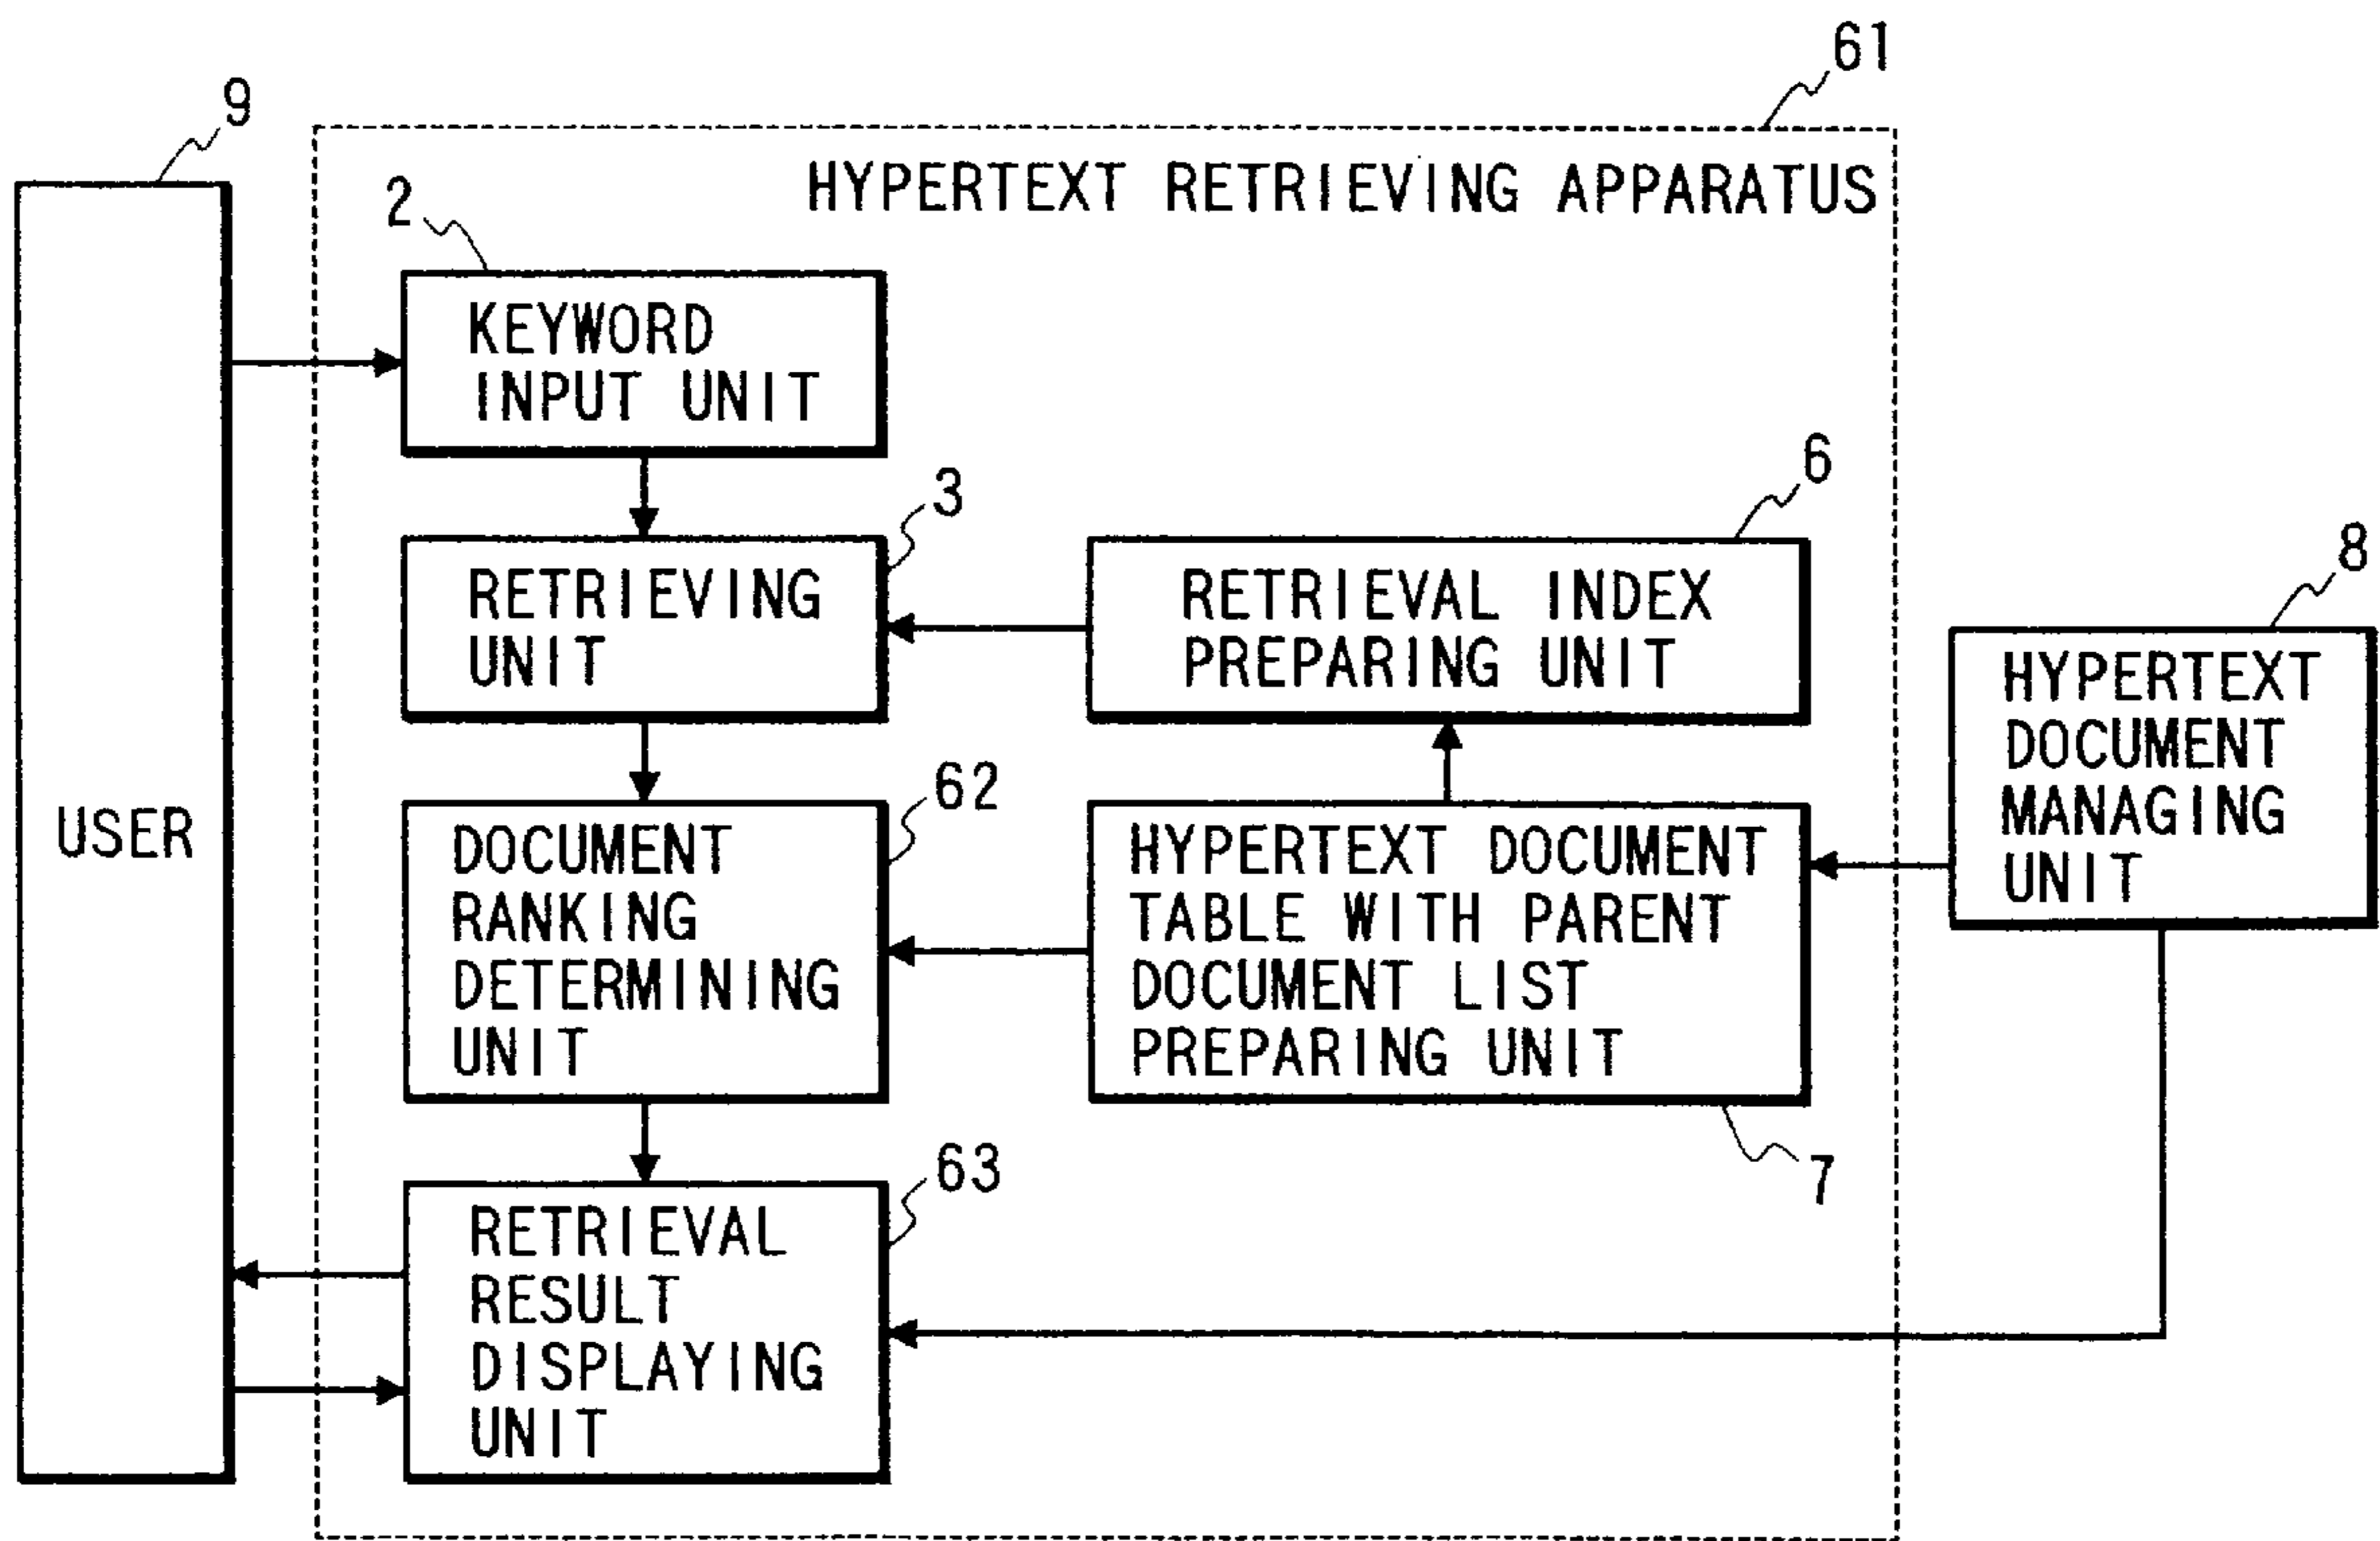 61
9
HYPERTEXT RETRIEVING APPARATUS
2
KEYWORD
INPUT UNIT
3
RETRIEVING
UNIT
6
RETRIEVAL INDEX
PREPARING UNIT
8
HYPERTEXT
DOCUMENT
MANAGING
UNIT
USER
62
DOCUMENT
RANKING
DETERMINING
UNIT
HYPERTEXT DOCUMENT
TABLE WITH PARENT
DOCUMENT LIST
PREPARING UNIT
7
63
RETRIEVAL
RESULT
DISPLAYING
UNIT